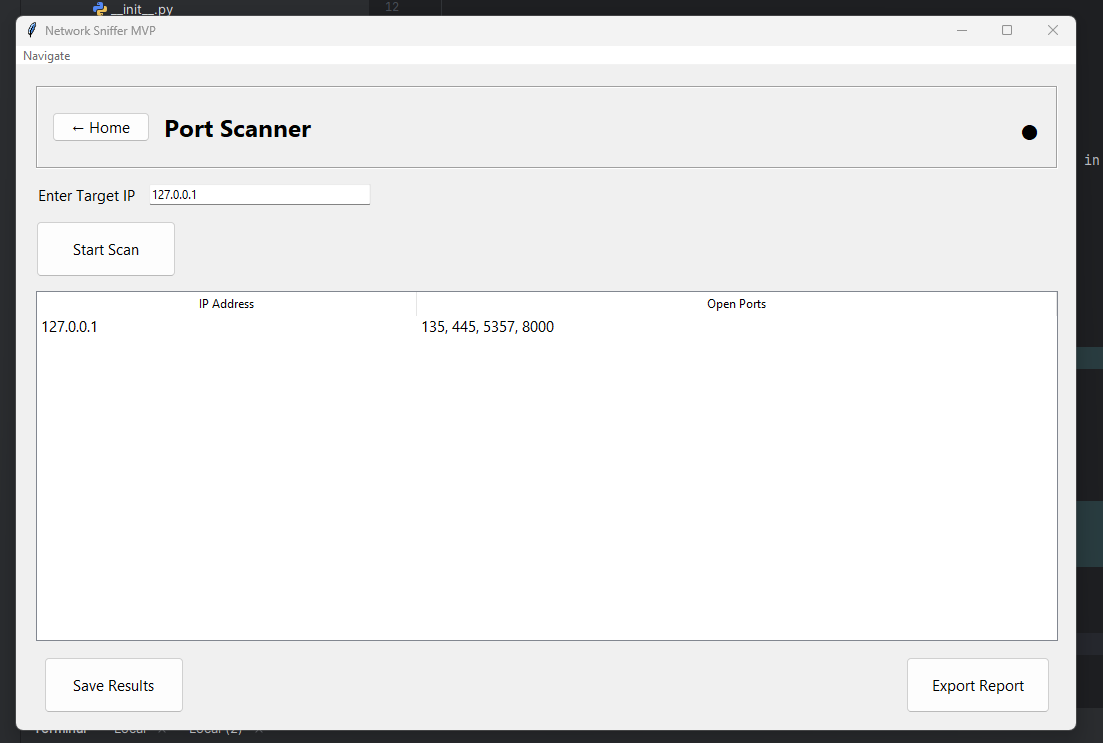 __init__.py
12
Network Sniffer MVP
Navigate
← Home
Port Scanner
in
Enter Target IP
127.0.0.1
Start Scan
IP Address Open Ports
127.0.0.1 135, 445, 5357, 8000
Save Results
Export Report
Terminal Local × Local (2) ×